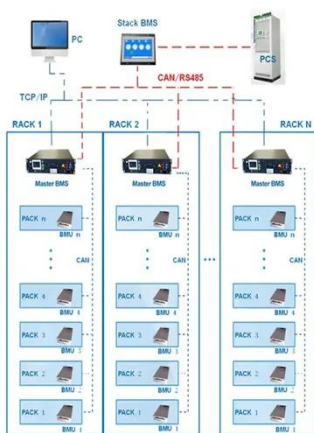 PC
Stack BMS
PCS
CAN/RS485
TCP/IP
RACK 1
RACK 2
RACK N
Master BMS
Master BMS
Master BMS
PACK n
BMU n
PACK n
BMU n
PACK n
BMU n
CAN
CAN
CAN
PACK 4
BMU 4
PACK 4
BMU 4
PACK 4
BMU 4
PACK 3
BMU 3
PACK 3
BMU 3
PACK 3
BMU 3
PACK 2
BMU 2
PACK 2
BMU 2
PACK 2
BMU 2
PACK 1
BMU 1
PACK 1
BMU 1
PACK 1
BMU 1